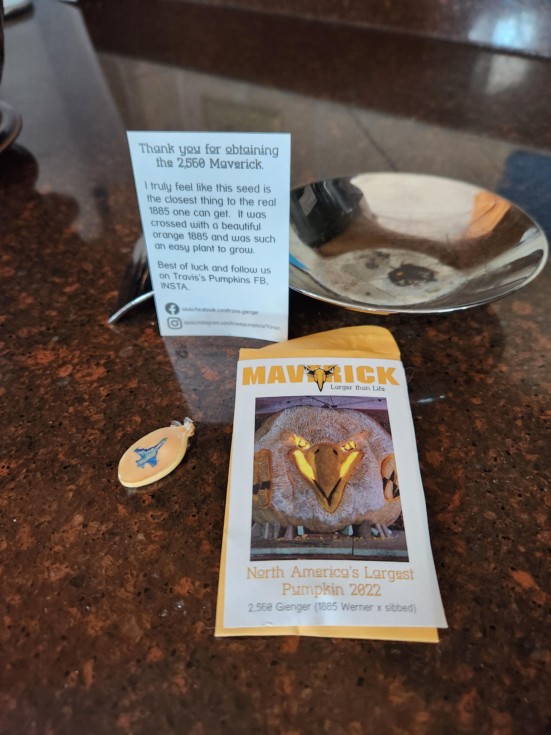 Thank you for obtaining
the 2,560 Maverick.
I truly feel like this seed is
the closest thing to the real
1885 one can get. It was
crossed with a beautiful
orange 1885 and was such
an easy plant to grow.
Best of luck and follow us
on Travis's Pumpkins FB,
INSTA.
MAVERICK
Larger than Life
North America's Largest
Pumpkin 2022
2,560 Gienger (1885 Werner x sibbed)